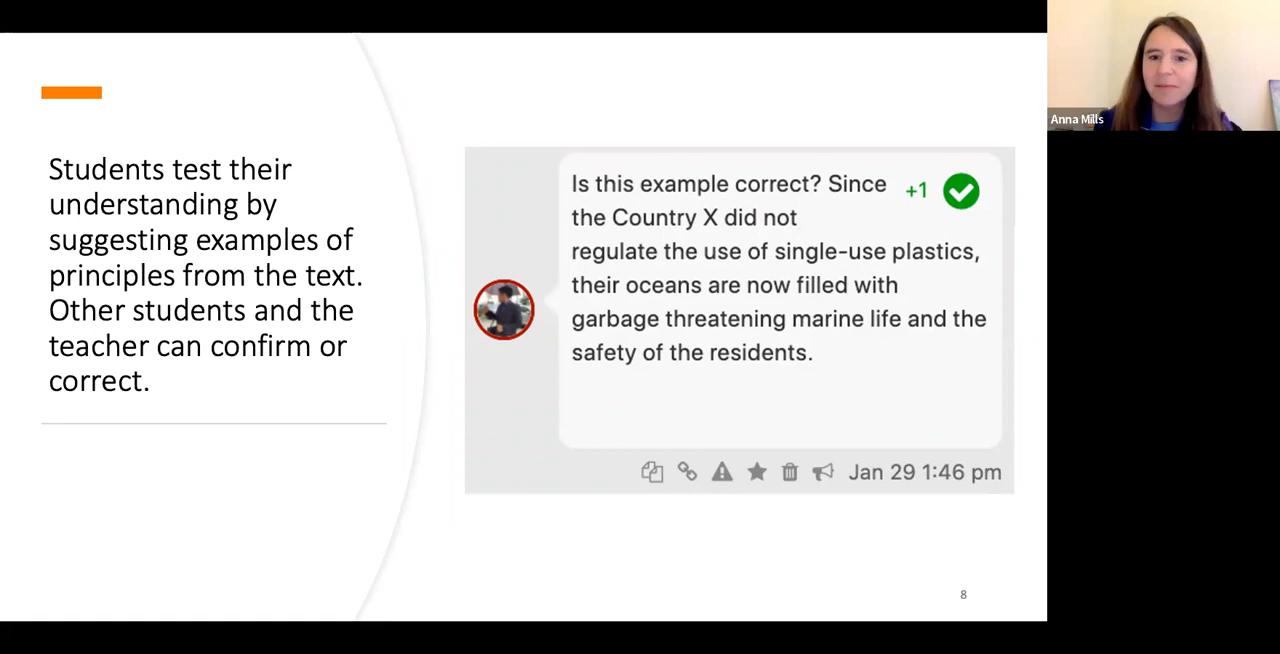 Students test their
understanding by
suggesting examples of
principles from the text.
Other students and the
teacher can confirm or
correct.
Is this example correct? Since
+1
the Country X did not
regulate the use of single-use plastics,
their oceans are now filled with
garbage threatening marine life and the
safety of the residents.
Jan 29 1:46 pm
8
Anna Mills